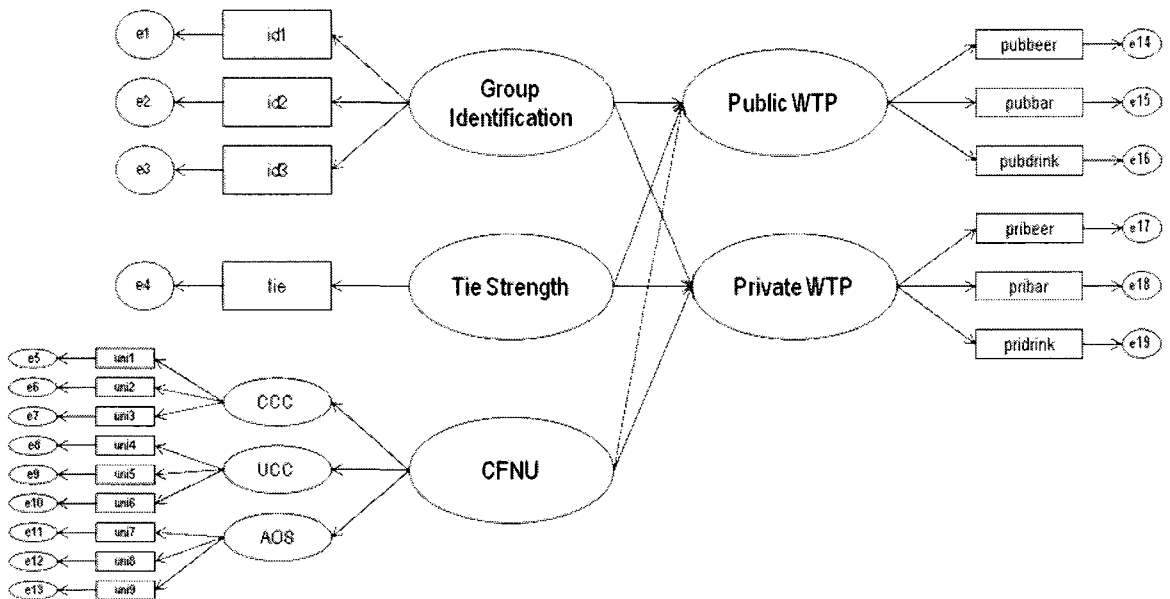 e1
id1
e2
id2
e3
id3
Group
Identification
Public WTP
pubbeer
e14
pubbar
e15
pubdrink
e16
e4
tie
Tie Strength
Private WTP
pribeer
e17
pribar
e18
pridrink
e19
e5
uni1
e6
uni2
e7
uni3
CCC
e8
uni4
e9
uni5
e10
uni6
UCC
CFNU
e11
uni7
e12
uni8
e13
uni9
AOS